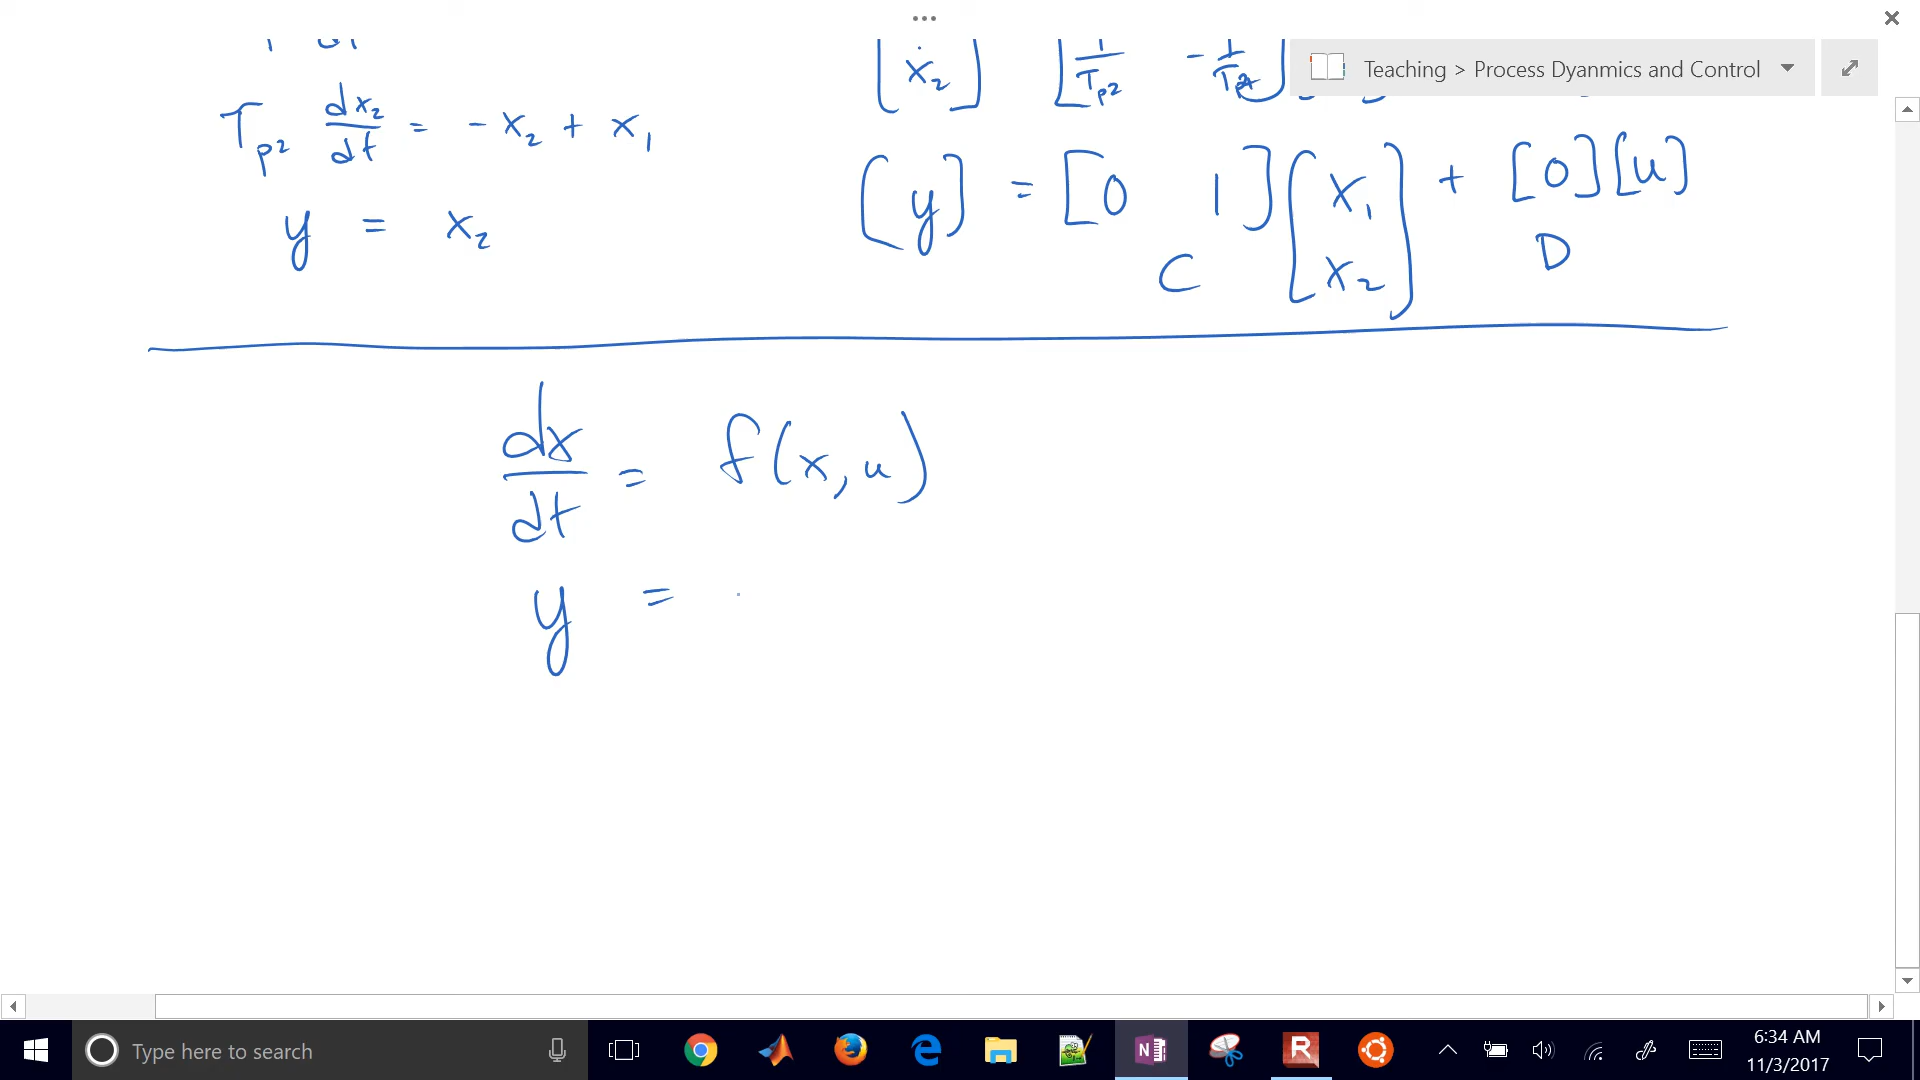 Teaching > Process Dyanmics and Control
[ẋ2] [1/Tp2 -1/Tp2]
Tp2 dx2/dt = -x2 + x1
y = x2
[y] = [0 1][x1 x2] + [0][u]
C D
dx/dt = f(x,u)
y =
Type here to search
6:34 AM
11/3/2017